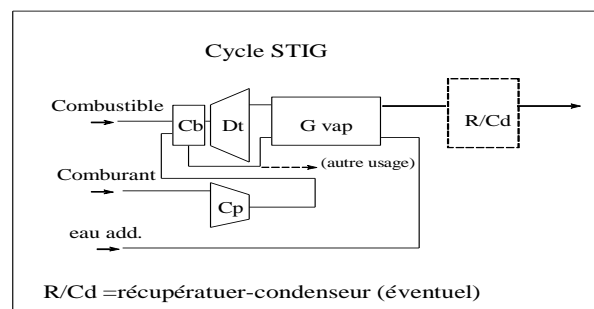 Cycle STIG
Combustible
Cb
Dt
G vap
R/Cd
(autre usage)
Comburant
Cp
eau add.
R/Cd =récupératuer-condenseur (éventuel)